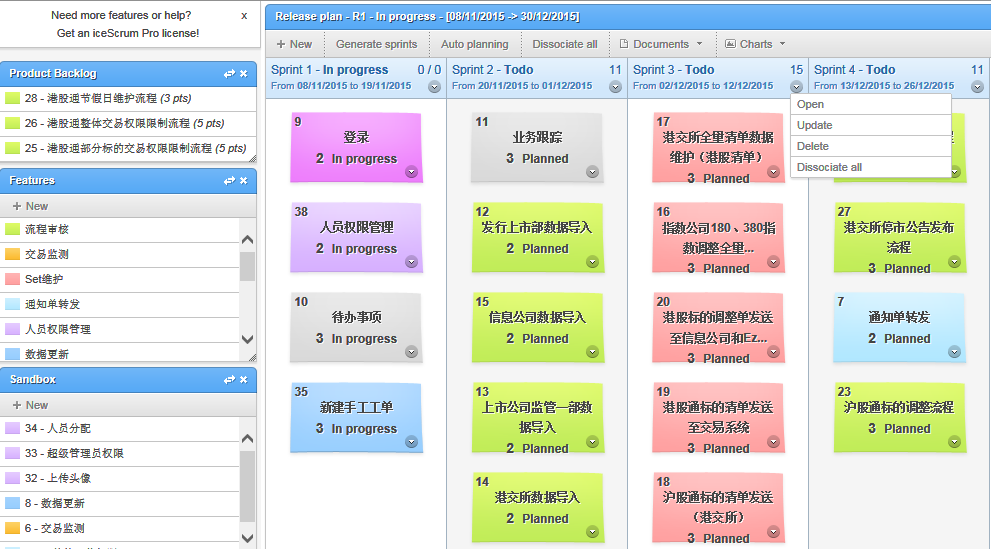 Need more features or help?
x
Get an iceScrum Pro license!
Product Backlog
28 - 港股通节假日维护流程 (3 pts)
26 - 港股通整体交易权限限制流程 (5 pts)
25 - 港股通部分标的交易权限限制流程 (5 pts)
Features
+ New
流程审核
交易监测
Set维护
通知单转发
人员权限管理
数据更新
Sandbox
+ New
34 - 人员分配
33 - 超级管理员权限
32 - 上传头像
8 - 数据更新
6 - 交易监测
Release plan - R1 - In progress - [08/11/2015 -> 30/12/2015]
+ New
Generate sprints
Auto planning
Dissociate all
Documents
Charts
Sprint 1 - In progress 0 / 0
From 08/11/2015 to 19/11/2015
9
登录
2 In progress
38
人员权限管理
2 In progress
10
待办事项
3 In progress
35
新建手工工单
3 In progress
Sprint 2 - Todo 11
From 20/11/2015 to 01/12/2015
11
业务跟踪
3 Planned
12
发行上市部数据导入
2 Planned
15
信息公司数据导入
2 Planned
13
上市公司监管一部数
据导入
2 Planned
14
港交所数据导入
2 Planned
Sprint 3 - Todo 15
From 02/12/2015 to 12/12/2015
17
港交所全里清单数据
维护（港股清单）
3 Planned
16
指数公司180、380指
数调整全里...
3 Planned
20
港股标的调整单发送
至信息公司和Ez...
3 Planned
19
港股通标的清单发送
至交易系统
3 Planned
18
沪股通标的清单发送
（港交所）
3 Planned
Sprint 4 - Todo 11
From 13/12/2015 to 26/12/2015
Open
Update
Delete
Dissociate all
27
港交所停市公告发布
流程
3 Planned
7
通知单转发
2 Planned
23
沪股通标的调整流程
3 Planned